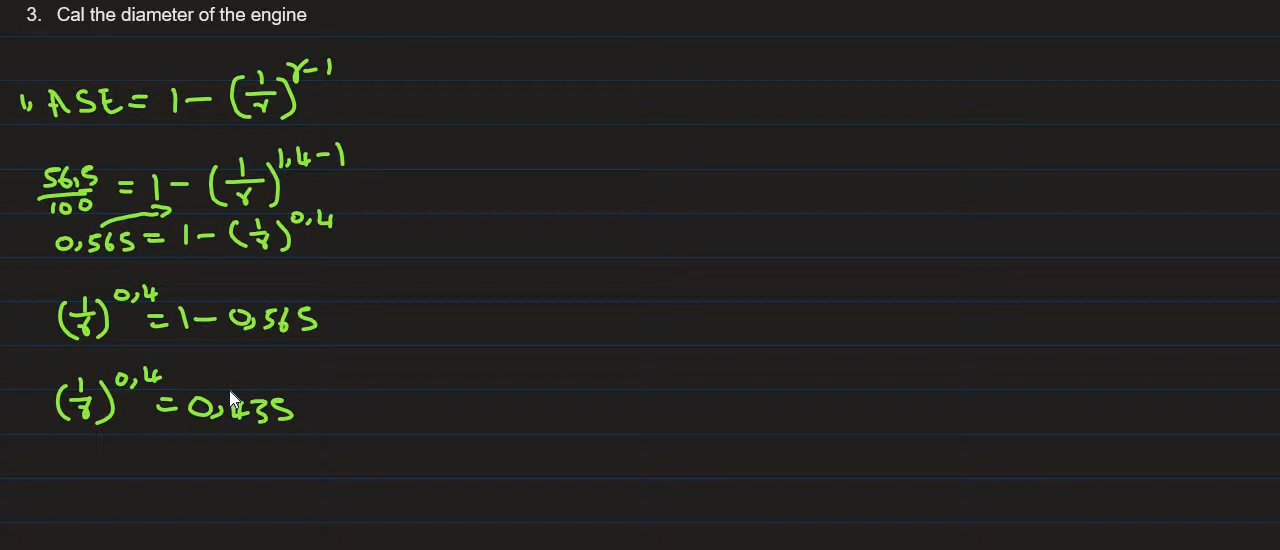 3. Cal the diameter of the engine
1, ASE = 1 - (1/r)^γ-1
56,5/100 = 1 - (1/r)^1,4-1
0,565 = 1 - (1/r)^0,4
(1/r)^0,4 = 1 - 0,565
(1/r)^0,4 = 0,435